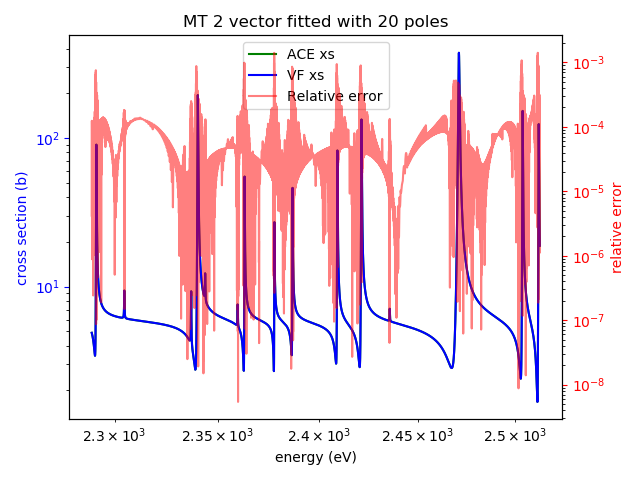 MT 2 vector fitted with 20 poles
ACE xs
VF xs
Relative error
cross section (b)
10²
10¹
relative error
10⁻³
10⁻⁴
10⁻⁵
10⁻⁶
10⁻⁷
10⁻⁸
2.3 × 10³ 2.35 × 10³ 2.4 × 10³ 2.45 × 10³ 2.5 × 10³
energy (eV)